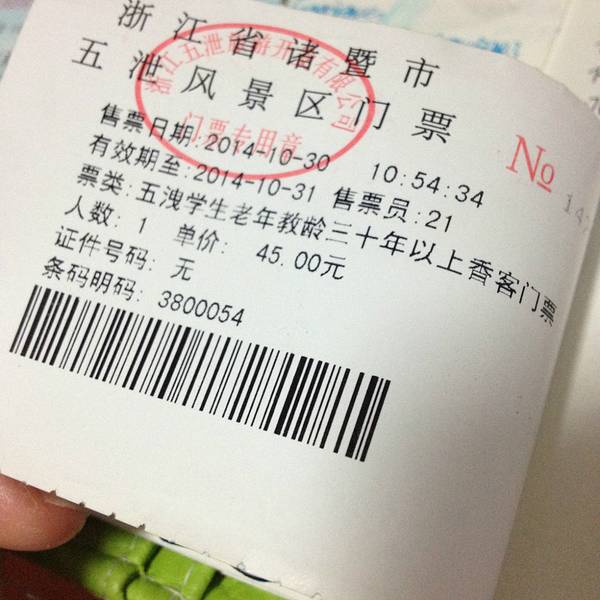 浙江省诸暨市
五泄风景区门票
门票专用章
No 14
售票日期:2014-10-30 10:54:34
有效期至:2014-10-31 售票员:21
票类:五洩学生老年教龄三十年以上香客门票
人数: 1 单价: 45.00元
证件号码: 无
条码明码: 3800054